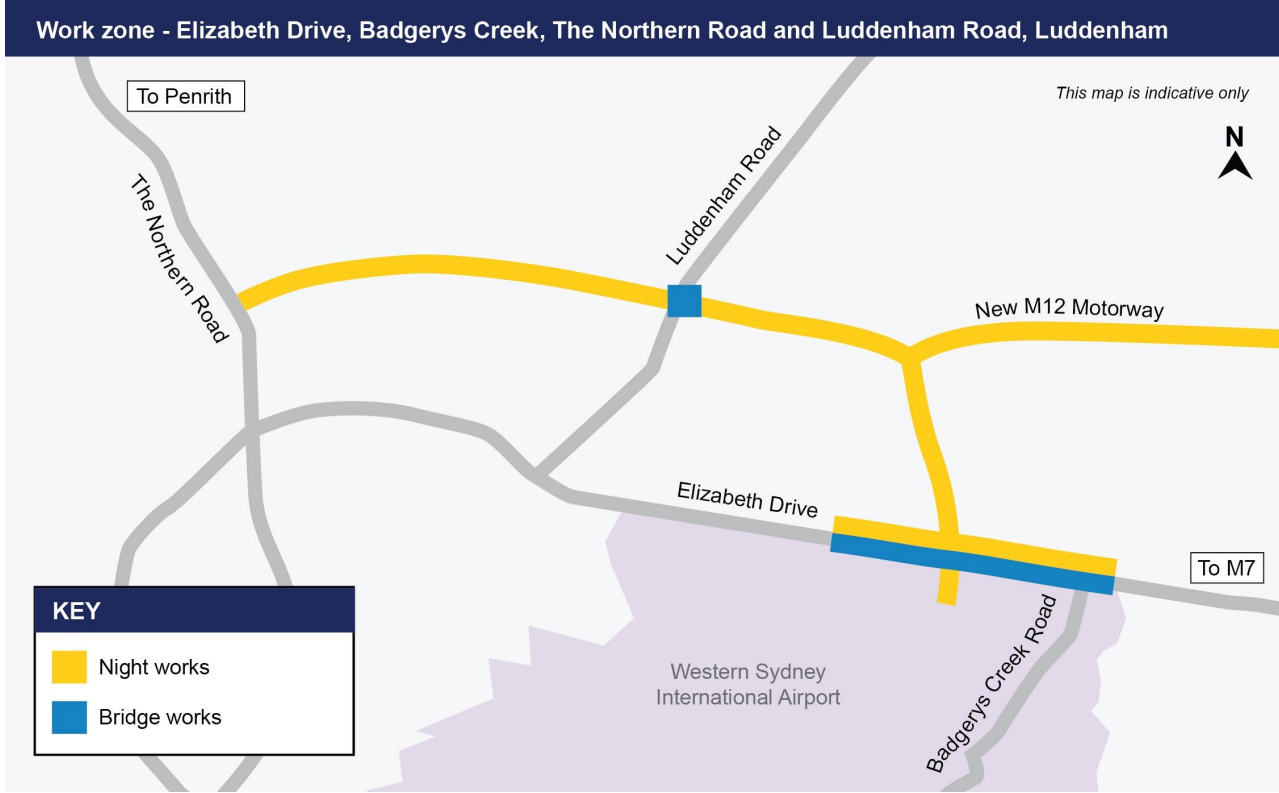 Work zone - Elizabeth Drive, Badgerys Creek, The Northern Road and Luddenham Road, Luddenham
To Penrith
This map is indicative only
N
The Northern Road
Luddenham Road
New M12 Motorway
Elizabeth Drive
To M7
Badgerys Creek Road
Western Sydney
International Airport
KEY
Night works
Bridge works